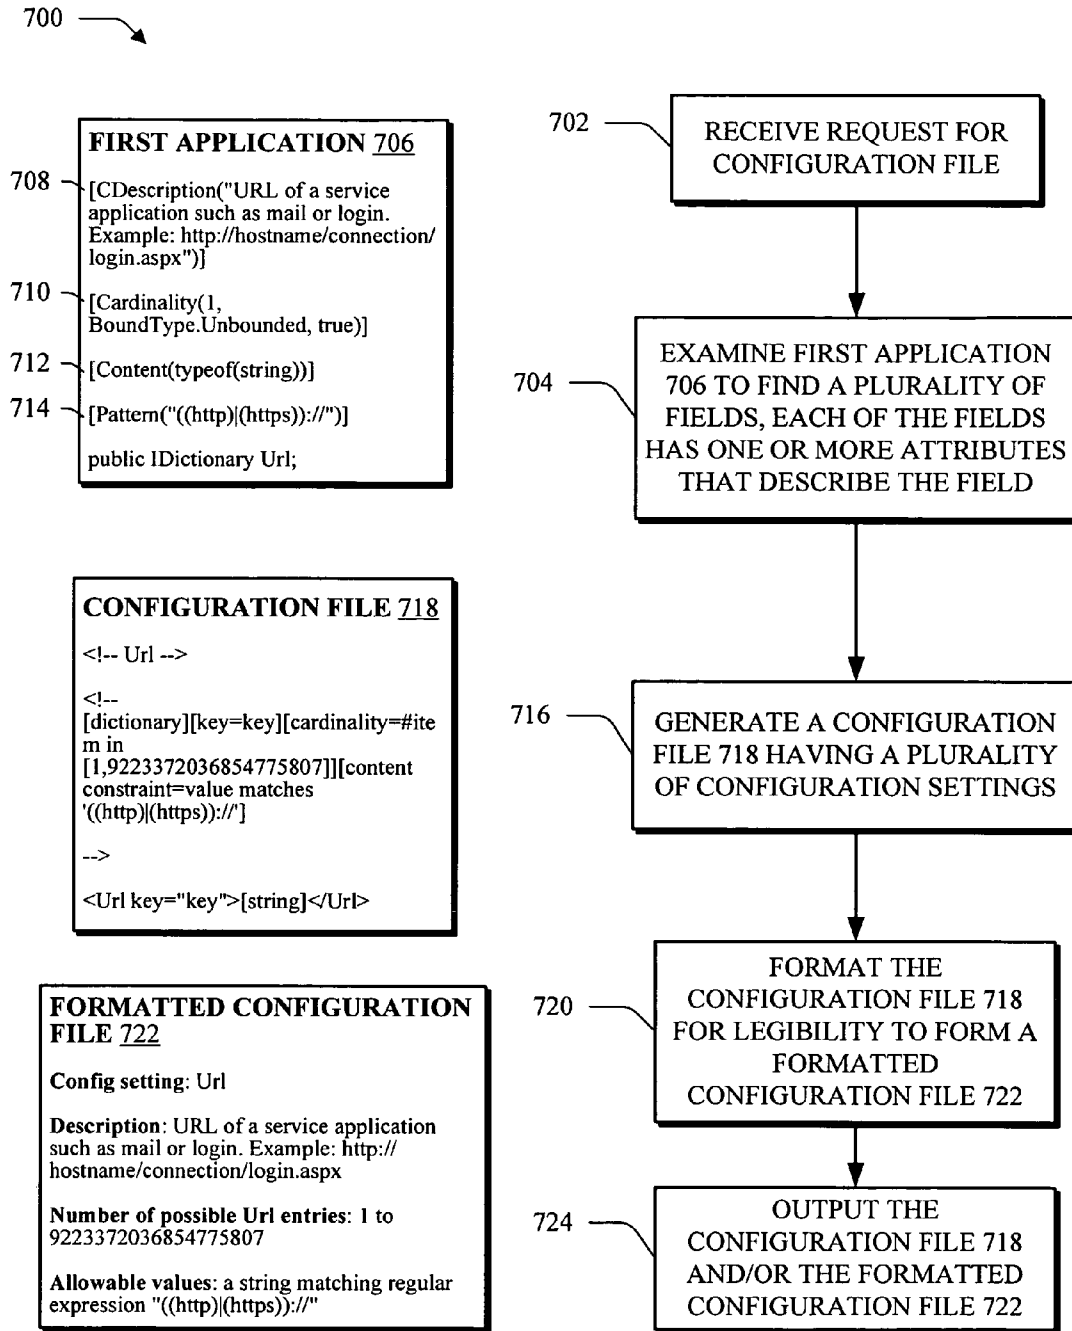 700
FIRST APPLICATION 706
708
[CDescription("URL of a service
application such as mail or login.
Example: http://hostname/connection/
login.aspx")]
710
[Cardinality(1,
BoundType.Unbounded, true)]
712
[Content(typeof(string))]
714
[Pattern("((http)|(https))://")]
public IDictionary Url;
CONFIGURATION FILE 718
<!-- Url -->
<!--
[dictionary][key=key][cardinality=#ite
m in
[1,9223372036854775807]][content
constraint=value matches
'((http)|(https))://']
-->
<Url key="key">[string]</Url>
FORMATTED CONFIGURATION
FILE 722
Config setting: Url
Description: URL of a service application
such as mail or login. Example: http://
hostname/connection/login.aspx
Number of possible Url entries: 1 to
9223372036854775807
Allowable values: a string matching regular
expression "((http)|(https))://"
702
RECEIVE REQUEST FOR
CONFIGURATION FILE
704
EXAMINE FIRST APPLICATION
706 TO FIND A PLURALITY OF
FIELDS, EACH OF THE FIELDS
HAS ONE OR MORE ATTRIBUTES
THAT DESCRIBE THE FIELD
716
GENERATE A CONFIGURATION
FILE 718 HAVING A PLURALITY
OF CONFIGURATION SETTINGS
720
FORMAT THE
CONFIGURATION FILE 718
FOR LEGIBILITY TO FORM A
FORMATTED
CONFIGURATION FILE 722
724
OUTPUT THE
CONFIGURATION FILE 718
AND/OR THE FORMATTED
CONFIGURATION FILE 722